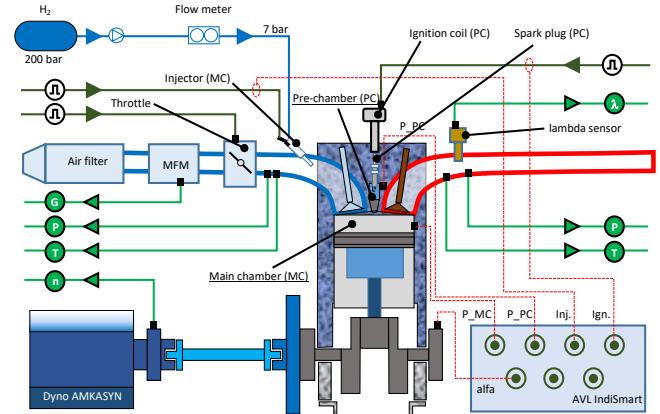 H₂
Flow meter
200 bar
7 bar
Ignition coil (PC)
Spark plug (PC)
Injector (MC)
Pre-chamber (PC)
Throttle
P_PC
λ
lambda sensor
Air filter
MFM
G
P
T
n
P
T
Main chamber (MC)
P_MC
P_PC
Inj.
Ign.
alfa
AVL IndiSmart
Dyno AMKASYN